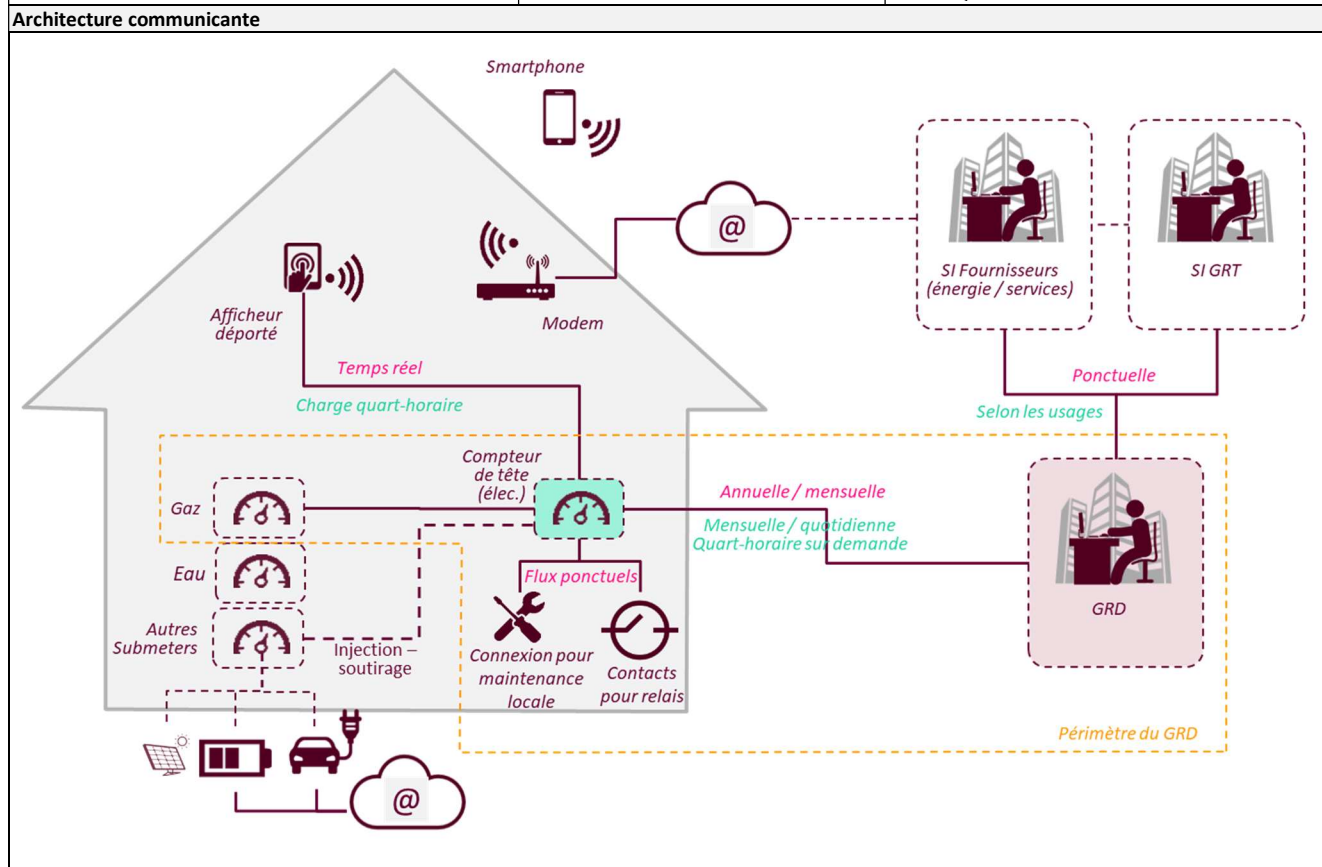 Architecture communicante
Smartphone
@
SI Fournisseurs
(énergie / services)
SI GRT
Afficheur
déporté
Modem
Temps réel
Charge quart-horaire
Ponctuelle
Selon les usages
Compteur
de tête
(élec.)
Gaz
Annuelle / mensuelle
Mensuelle / quotidienne
Quart-horaire sur demande
Eau
Flux ponctuels
GRD
Autres
Submeters
Injection –
soutirage
Connexion pour
maintenance
locale
Contacts
pour relais
Périmètre du GRD
@